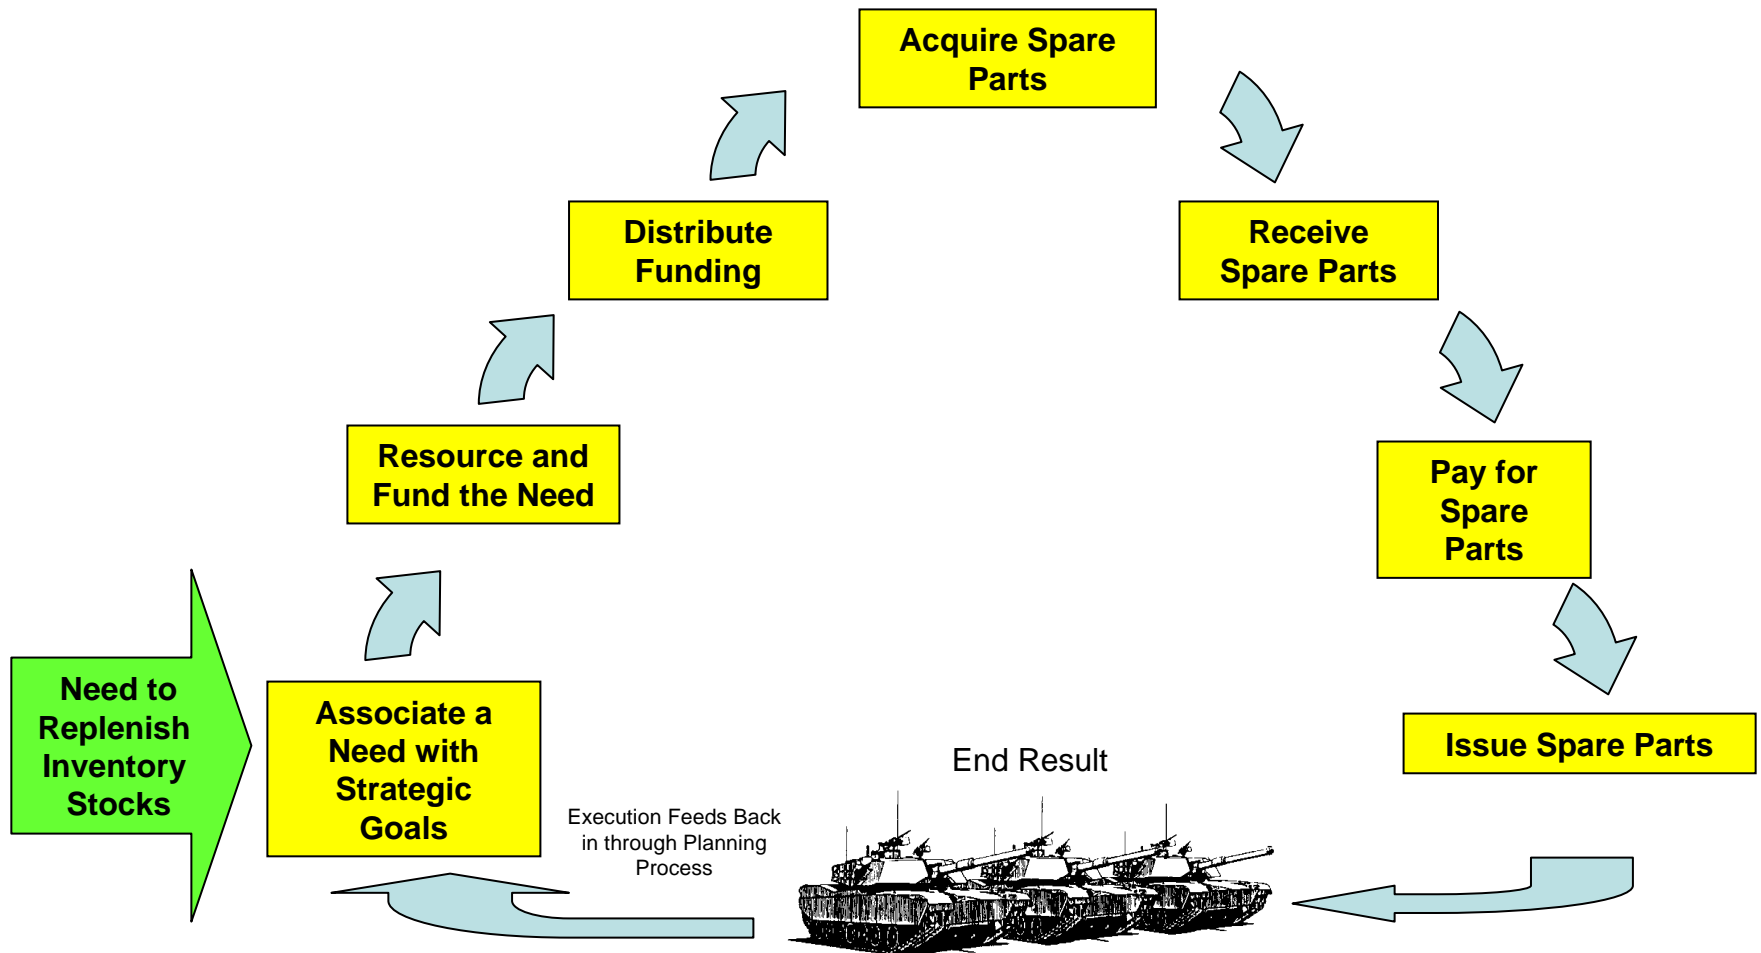 Acquire Spare
Parts
Distribute
Funding
Receive
Spare Parts
Resource and
Fund the Need
Pay for
Spare
Parts
Need to
Replenish
Inventory
Stocks
Associate a
Need with
Strategic
Goals
Issue Spare Parts
End Result
Execution Feeds Back
in through Planning
Process